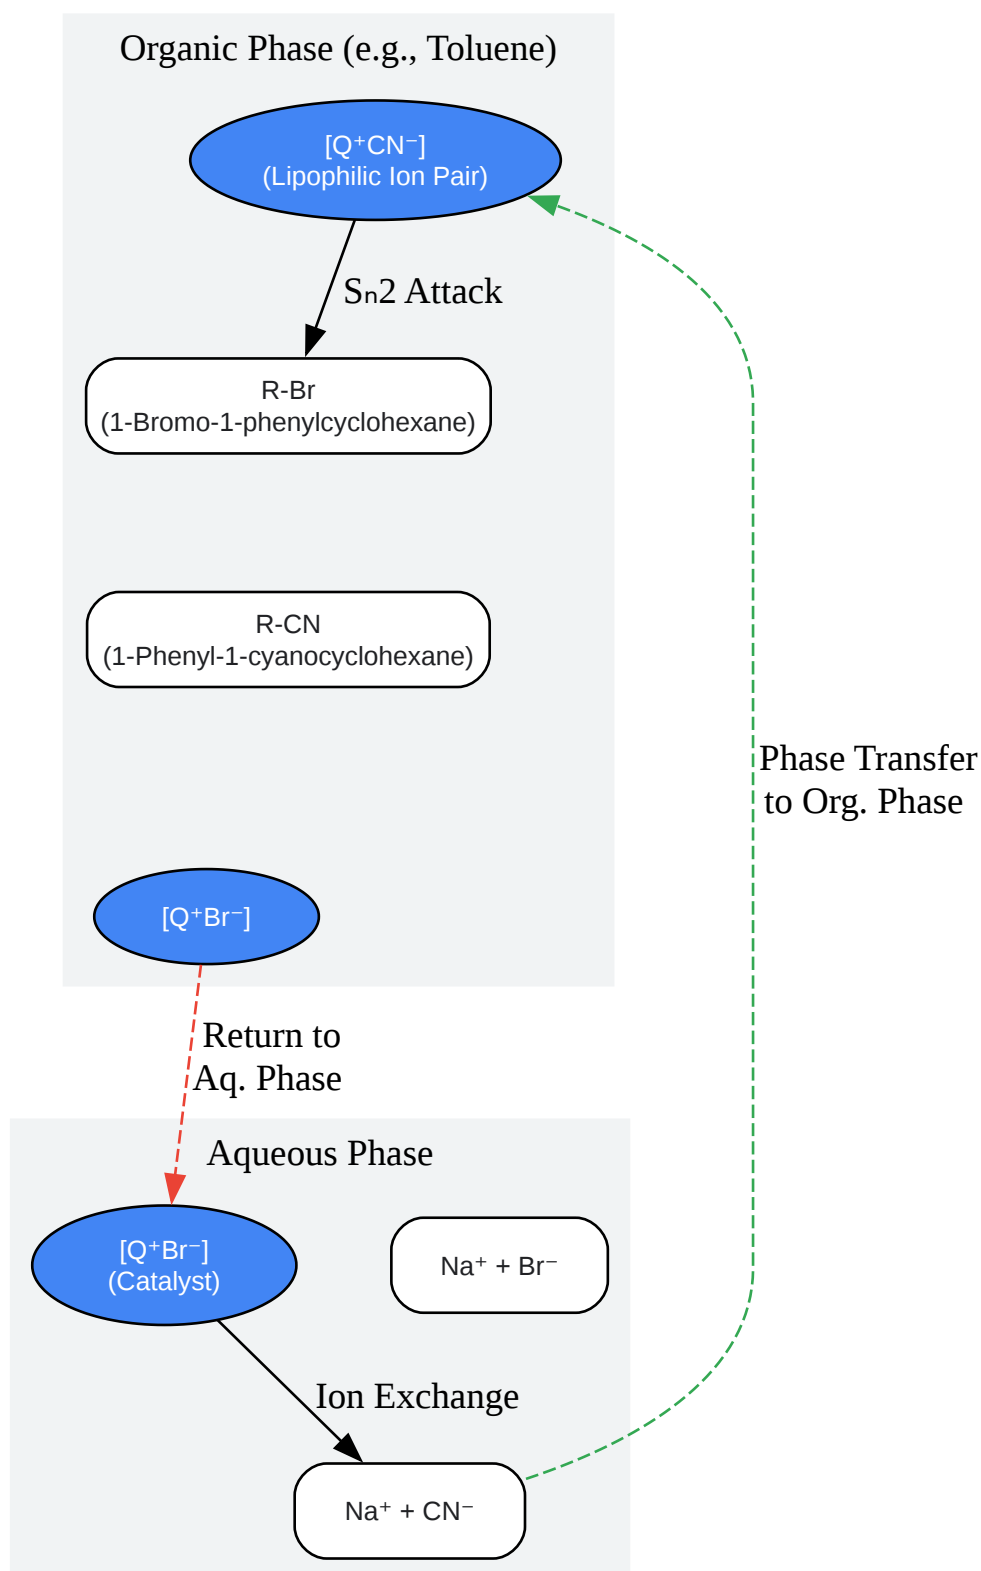 Organic Phase (e.g., Toluene)
[Q⁺CN⁻]
(Lipophilic Ion Pair)
Sₙ2 Attack
R-Br
(1-Bromo-1-phenylcyclohexane)
R-CN
(1-Phenyl-1-cyanocyclohexane)
Phase Transfer
to Org. Phase
[Q⁺Br⁻]
Return to
Aq. Phase
Aqueous Phase
[Q⁺Br⁻]
(Catalyst)
Na⁺ + Br⁻
Ion Exchange
Na⁺ + CN⁻